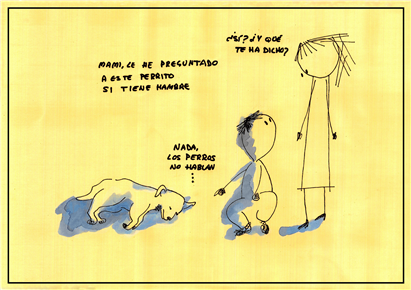 MAMI, LE HE PREGUNTADO
A ESTE PERRITO
SI TIENE HAMBRE
¿SÍ? ¿Y QUÉ
TE HA DICHO?
NADA,
LOS PERROS
NO HABLAN
...